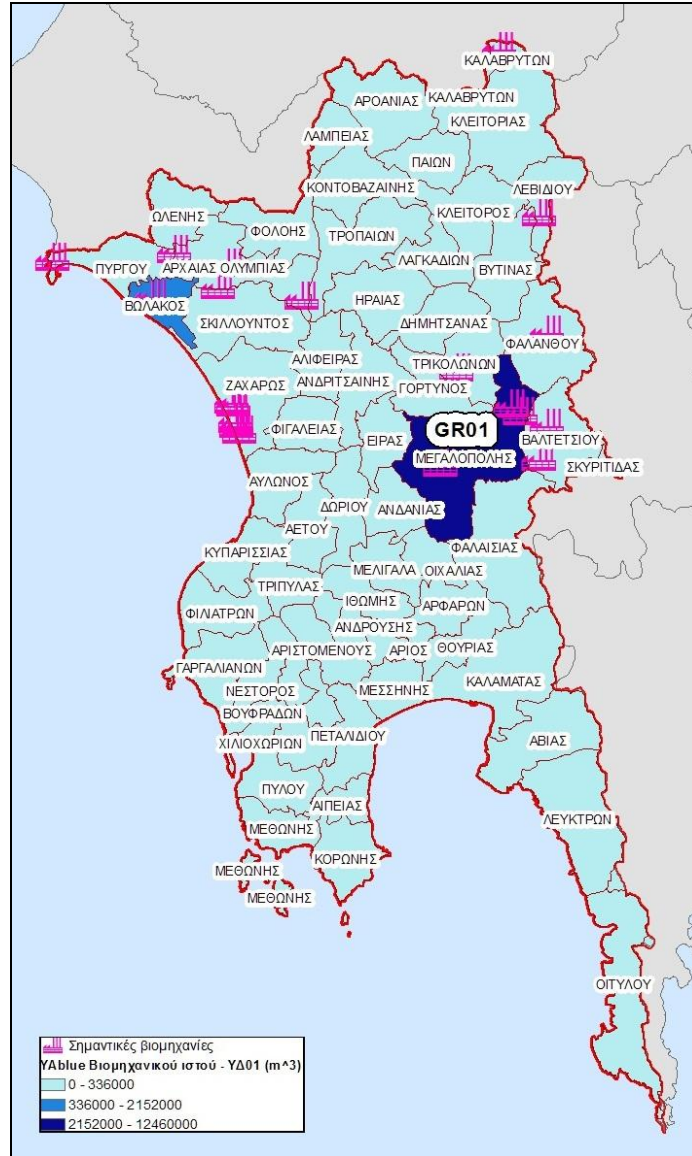 ΚΑΛΑΒΡΥΤΩΝ
ΑΡΟΑΝΙΑΣ
ΚΑΛΑΒΡΥΤΩΝ
ΚΛΕΙΤΟΡΙΑΣ
ΛΑΜΠΕΙΑΣ
ΠΑΙΩΝ
ΚΟΝΤΟΒΑΖΑΙΝΗΣ
ΛΕΒΙΔΙΟΥ
ΩΛΕΝΗΣ
ΚΛΕΙΤΟΡΟΣ
ΦΟΛΟΗΣ
ΤΡΟΠΑΙΩΝ
ΠΥΡΓΟΥ
ΑΡΧΑΙΑΣ ΟΛΥΜΠΙΑΣ
ΛΑΓΚΑΔΙΩΝ
ΒΥΤΙΝΑΣ
ΒΩΛΑΚΟΣ
ΗΡΑΙΑΣ
ΣΚΙΛΛΟΥΝΤΟΣ
ΔΗΜΗΤΣΑΝΑΣ
ΦΑΛΑΝΘΟΥ
ΑΛΙΦΕΙΡΑΣ
ΤΡΙΚΟΛΩΝΩΝ
ΖΑΧΑΡΩΣ
ΑΝΔΡΙΤΣΑΙΝΗΣ
ΓΟΡΤΥΝΟΣ
ΦΙΓΑΛΕΙΑΣ
ΕΙΡΑΣ
GR01
ΒΑΛΤΕΤΣΙΟΥ
ΜΕΓΑΛΟΠΟΛΗΣ
ΣΚΥΡΙΤΙΔΑΣ
ΑΥΛΩΝΟΣ
ΔΩΡΙΟΥ
ΑΝΔΑΝΙΑΣ
ΑΕΤΟΥ
ΚΥΠΑΡΙΣΣΙΑΣ
ΦΑΛΑΙΣΙΑΣ
ΜΕΛΙΓΑΛΑ
ΟΙΧΑΛΙΑΣ
ΤΡΙΠΥΛΑΣ
ΙΘΩΜΗΣ
ΦΙΛΙΑΤΡΩΝ
ΑΡΦΑΡΩΝ
ΑΝΔΡΟΥΣΗΣ
ΑΡΙΣΤΟΜΕΝΟΥΣ
ΑΡΙΟΣ
ΘΟΥΡΙΑΣ
ΓΑΡΓΑΛΙΑΝΩΝ
ΚΑΛΑΜΑΤΑΣ
ΝΕΣΤΟΡΟΣ
ΜΕΣΣΗΝΗΣ
ΒΟΥΦΡΑΔΩΝ
ΠΕΤΑΛΙΔΙΟΥ
ΧΙΛΙΟΧΩΡΙΩΝ
ΑΒΙΑΣ
ΠΥΛΟΥ
ΑΙΠΕΙΑΣ
ΛΕΥΚΤΡΩΝ
ΜΕΘΩΝΗΣ
ΚΟΡΩΝΗΣ
ΜΕΘΩΝΗΣ
ΜΕΘΩΝΗΣ
ΟΙΤΥΛΟΥ
Σημαντικές βιομηχανίες
YAblue Βιομηχανικού ιστού - ΥΔ01 (m^3)
0 - 336000
336000 - 2152000
2152000 - 12460000